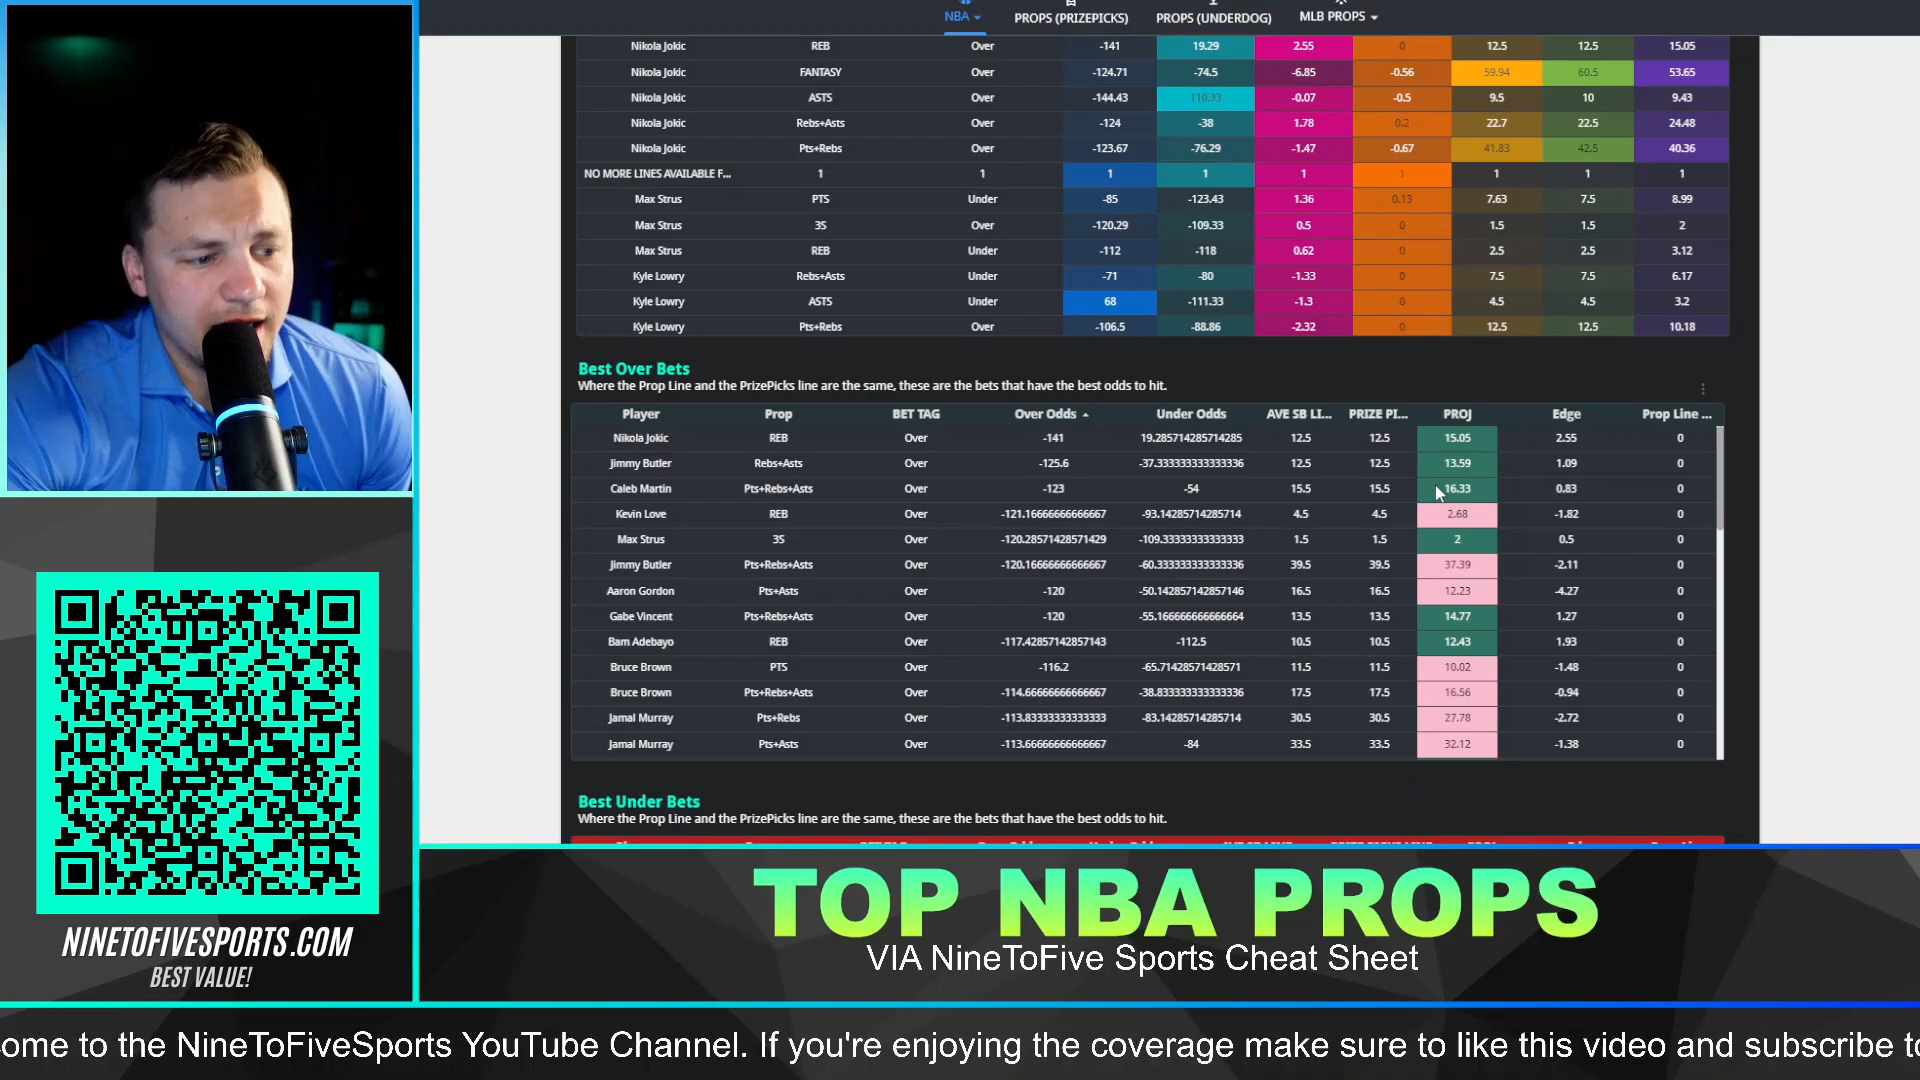 NBA
PROPS (PRIZEPICKS)
PROPS (UNDERDOG)
MLB PROPS
Nikola Jokic REB Over -141 19.29 2.55 0 12.5 12.5 15.05
Nikola Jokic FANTASY Over -124.71 -74.5 -6.85 -0.56 59.94 60.5 53.65
Nikola Jokic ASTS Over -144.43 110.33 -0.07 -0.5 9.5 10 9.43
Nikola Jokic Rebs+Asts Over -124 -38 1.78 0.2 22.7 22.5 24.48
Nikola Jokic Pts+Rebs Over -123.67 -76.29 -1.47 -0.67 41.83 42.5 40.36
NO MORE LINES AVAILABLE F... 1 1 1 1 1 1 1 1 1
Max Strus PTS Under -85 -123.43 1.36 0.13 7.63 7.5 8.99
Max Strus 3S Over -120.29 -109.33 0.5 0 1.5 1.5 2
Max Strus REB Under -112 -118 0.62 0 2.5 2.5 3.12
Kyle Lowry Rebs+Asts Under -71 -80 -1.33 0 7.5 7.5 6.17
Kyle Lowry ASTS Under 68 -111.33 -1.3 0 4.5 4.5 3.2
Kyle Lowry Pts+Rebs Over -106.5 -88.86 -2.32 0 12.5 12.5 10.18
Best Over Bets
Where the Prop Line and the PrizePicks line are the same, these are the bets that have the best odds to hit.
Player Prop BET TAG Over Odds Under Odds AVE SB LI... PRIZE PI... PROJ Edge Prop Line ...
Nikola Jokic REB Over -141 19.285714285714285 12.5 12.5 15.05 2.55 0
Jimmy Butler Rebs+Asts Over -125.6 -37.333333333333336 12.5 12.5 13.59 1.09 0
Caleb Martin Pts+Rebs+Asts Over -123 -54 15.5 15.5 16.33 0.83 0
Kevin Love REB Over -121.16666666666667 -93.14285714285714 4.5 4.5 2.68 -1.82 0
Max Strus 3S Over -120.28571428571429 -109.33333333333333 1.5 1.5 2 0.5 0
Jimmy Butler Pts+Rebs+Asts Over -120.16666666666667 -60.333333333333336 39.5 39.5 37.39 -2.11 0
Aaron Gordon Pts+Asts Over -120 -50.142857142857146 16.5 16.5 12.23 -4.27 0
Gabe Vincent Pts+Rebs+Asts Over -120 -55.166666666666664 13.5 13.5 14.77 1.27 0
Bam Adebayo REB Over -117.42857142857143 -112.5 10.5 10.5 12.43 1.93 0
Bruce Brown PTS Over -116.2 -65.71428571428571 11.5 11.5 10.02 -1.48 0
Bruce Brown Pts+Rebs+Asts Over -114.66666666666667 -38.833333333333336 17.5 17.5 16.56 -0.94 0
Jamal Murray Pts+Rebs Over -113.83333333333333 -83.14285714285714 30.5 30.5 27.78 -2.72 0
Jamal Murray Pts+Asts Over -113.66666666666667 -84 33.5 33.5 32.12 -1.38 0
Best Under Bets
Where the Prop Line and the PrizePicks line are the same, these are the bets that have the best odds to hit.
NINETOFIVESPORTS.COM
BEST VALUE!
TOP NBA PROPS
VIA NineToFive Sports Cheat Sheet
ome to the NineToFiveSports YouTube Channel. If you're enjoying the coverage make sure to like this video and subscribe to